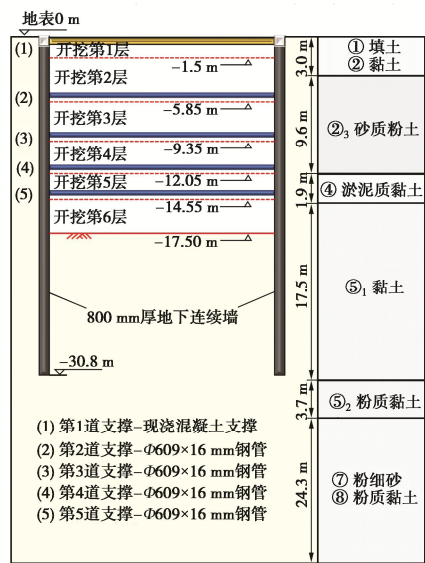 地表0 m
(1)
开挖第1层
-1.5 m
开挖第2层
(2)
-5.85 m
开挖第3层
(3)
-9.35 m
开挖第4层
(4)
-12.05 m
开挖第5层
(5)
-14.55 m
开挖第6层
-17.50 m
800 mm厚地下连续墙
-30.8 m
(1) 第1道支撑-现浇混凝土支撑
(2) 第2道支撑-Φ609×16 mm钢管
(3) 第3道支撑-Φ609×16 mm钢管
(4) 第4道支撑-Φ609×16 mm钢管
(5) 第5道支撑-Φ609×16 mm钢管
3.0 m
① 填土
② 黏土
9.6 m
②₃ 砂质粉土
1.9 m
④ 淤泥质黏土
17.5 m
⑤₁ 黏土
3.7 m
⑤₂ 粉质黏土
24.3 m
⑦ 粉细砂
⑧ 粉质黏土